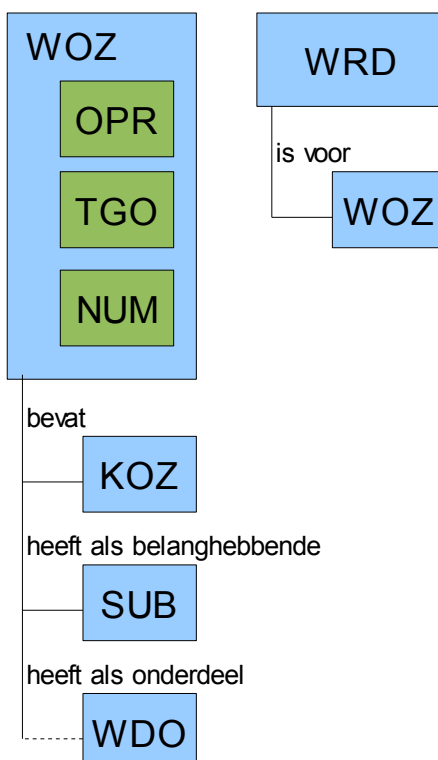 WOZ
OPR
TGO
NUM
bevat
KOZ
heeft als belanghebbende
SUB
heeft als onderdeel
WDO
WRD
is voor
WOZ